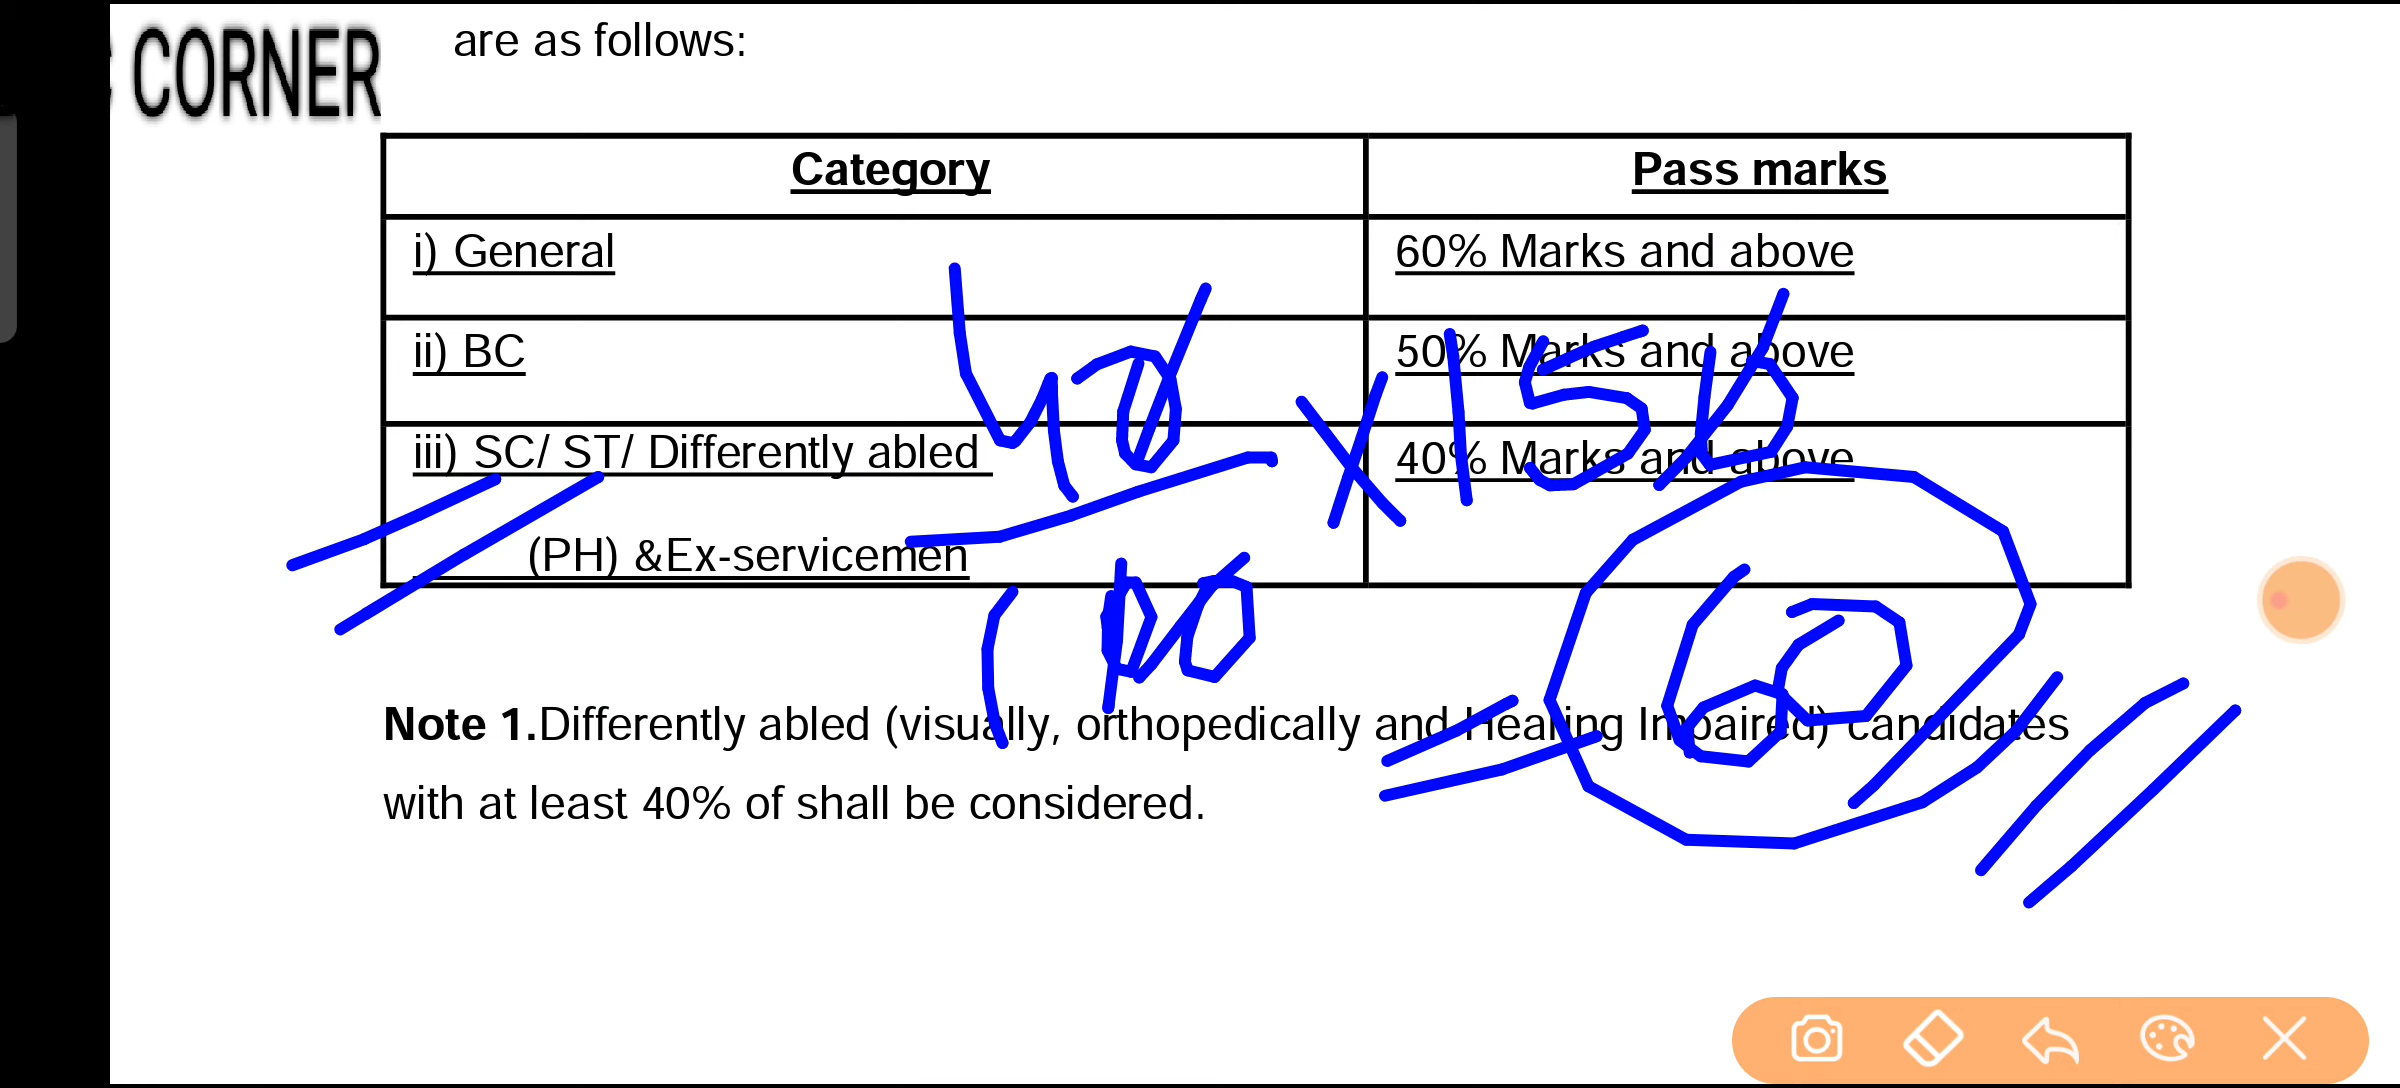 CORNER
are as follows:
Category Pass marks
i) General 60% Marks and above
ii) BC 50% Marks and above
iii) SC/ ST/ Differently abled 40% Marks and above
(PH) &Ex-servicemen
40 × 150
100
= 60
Note 1.Differently abled (visually, orthopedically and Hearing Impaired) candidates
with at least 40% of shall be considered.